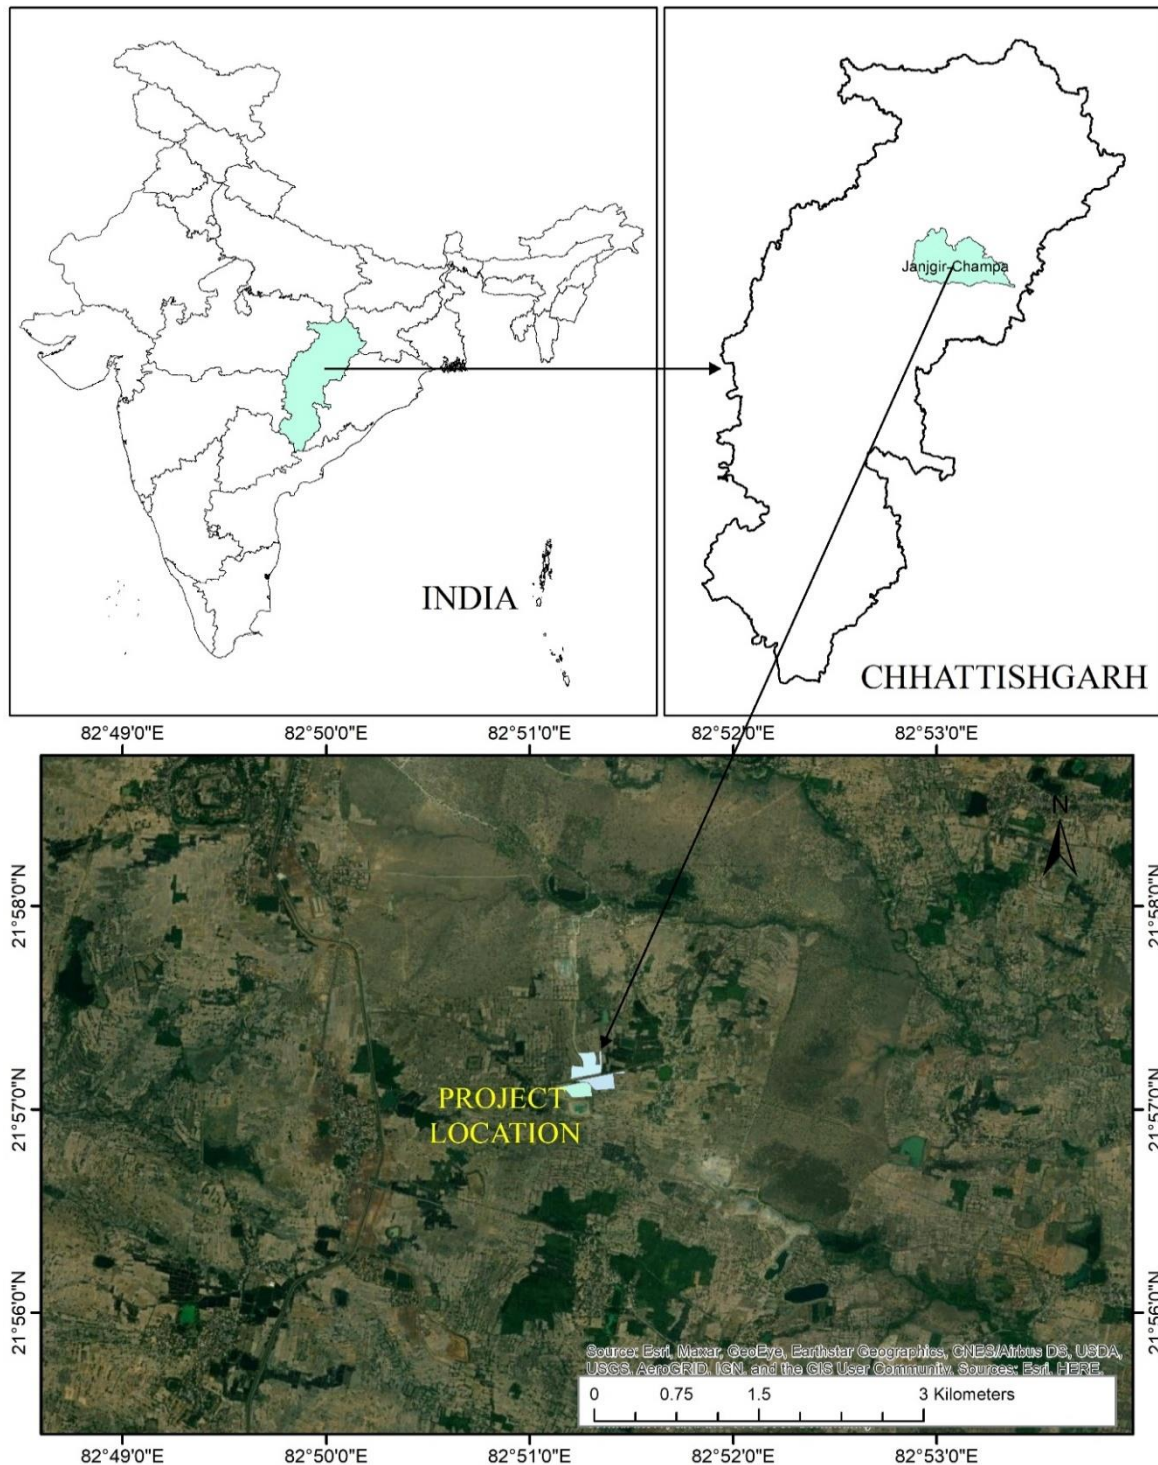 Janjgir-Champa
INDIA
CHHATTISHGARH
82°49'0"E 82°50'0"E 82°51'0"E 82°52'0"E 82°53'0"E
N
21°58'0"N 21°58'0"N
PROJECT
LOCATION
21°57'0"N 21°57'0"N
21°56'0"N 21°56'0"N
Source: Esri, Maxar, GeoEye, Earthstar Geographics, CNES/Airbus DS, USDA,
USGS, AeroGRID, IGN, and the GIS User Community, Sources: Esri, HERE,
0 0.75 1.5 3 Kilometers
82°49'0"E 82°50'0"E 82°51'0"E 82°52'0"E 82°53'0"E